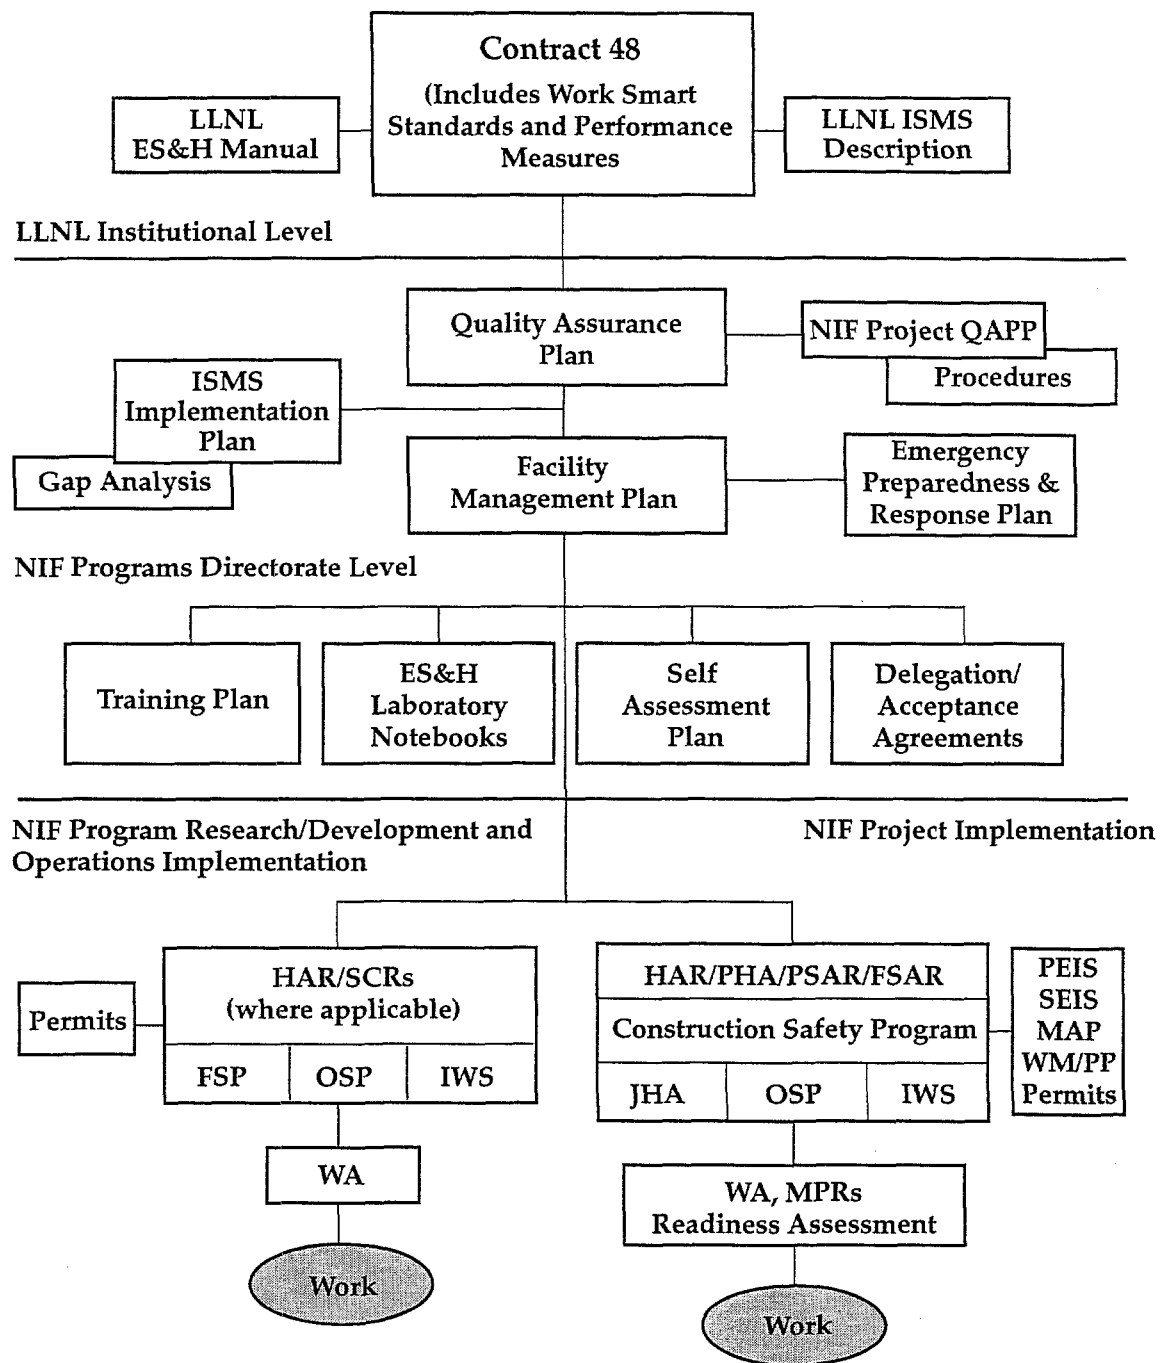 Contract 48
(Includes Work Smart
Standards and Performance
Measures
LLNL
ES&H Manual
LLNL ISMS
Description
LLNL Institutional Level
Quality Assurance
Plan
NIF Project QAPP
Procedures
ISMS
Implementation
Plan
Gap Analysis
Facility
Management Plan
Emergency
Preparedness &
Response Plan
NIF Programs Directorate Level
Training Plan
ES&H
Laboratory
Notebooks
Self
Assessment
Plan
Delegation/
Acceptance
Agreements
NIF Program Research/Development and
Operations Implementation
NIF Project Implementation
Permits
HAR/SCRs
(where applicable)
FSP
OSP
IWS
WA
Work
HAR/PHA/PSAR/FSAR
Construction Safety Program
JHA
OSP
IWS
PEIS
SEIS
MAP
WM/PP
Permits
WA, MPRs
Readiness Assessment
Work